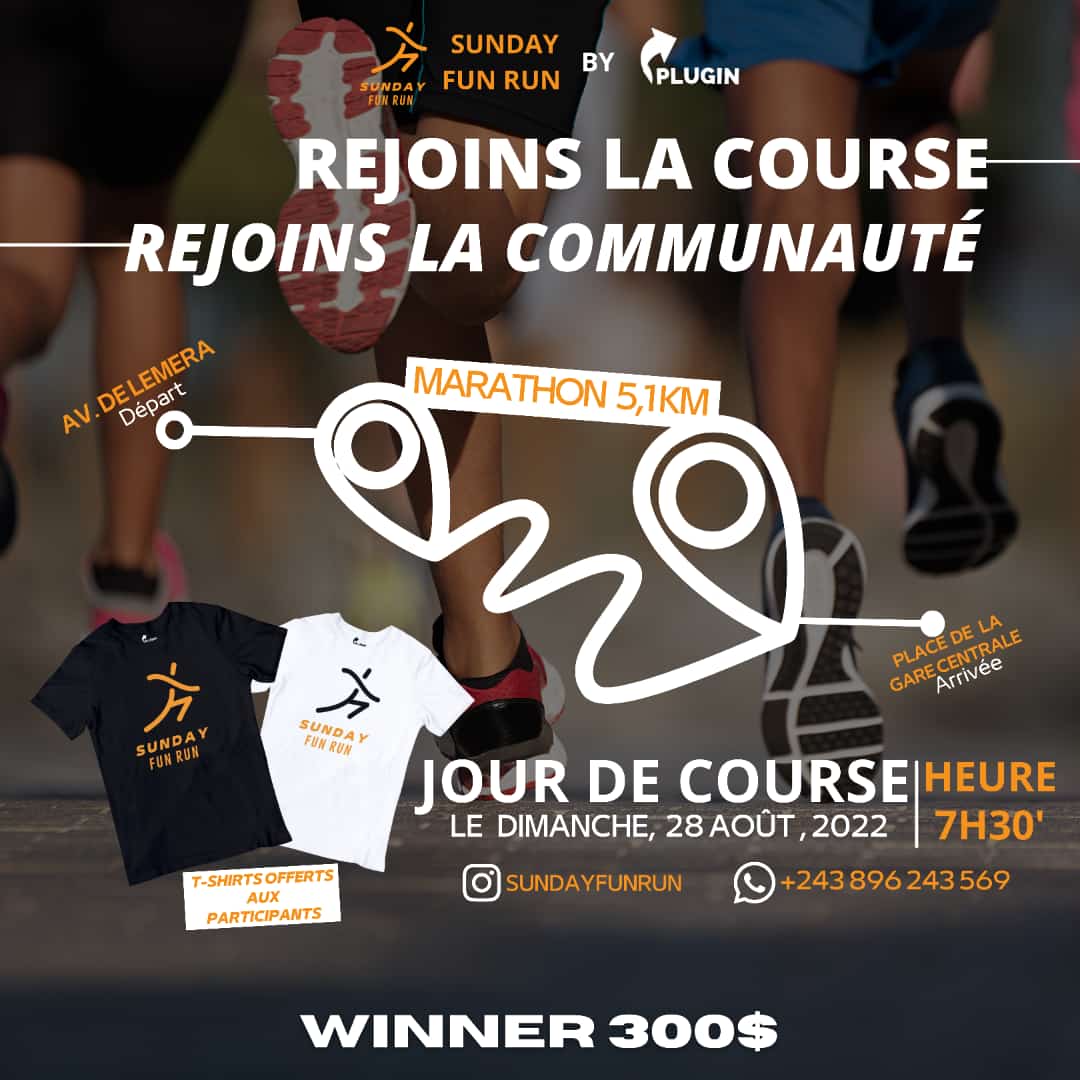 SUNDAY
FUN RUN
SUNDAY
FUN RUN
BY
PLUGIN
REJOINS LA COURSE
REJOINS LA COMMUNAUTÉ
AV. DE LEMERA
Départ
MARATHON 5,1KM
PLACE DE LA
GARE CENTRALE
Arrivée
SUNDAY
FUN RUN
SUNDAY
FUN RUN
T-SHIRTS OFFERTS
AUX
PARTICIPANTS
JOUR DE COURSE
LE DIMANCHE, 28 AOÛT , 2022
HEURE
7H30'
SUNDAYFUNRUN
+243 896 243 569
WINNER 300$